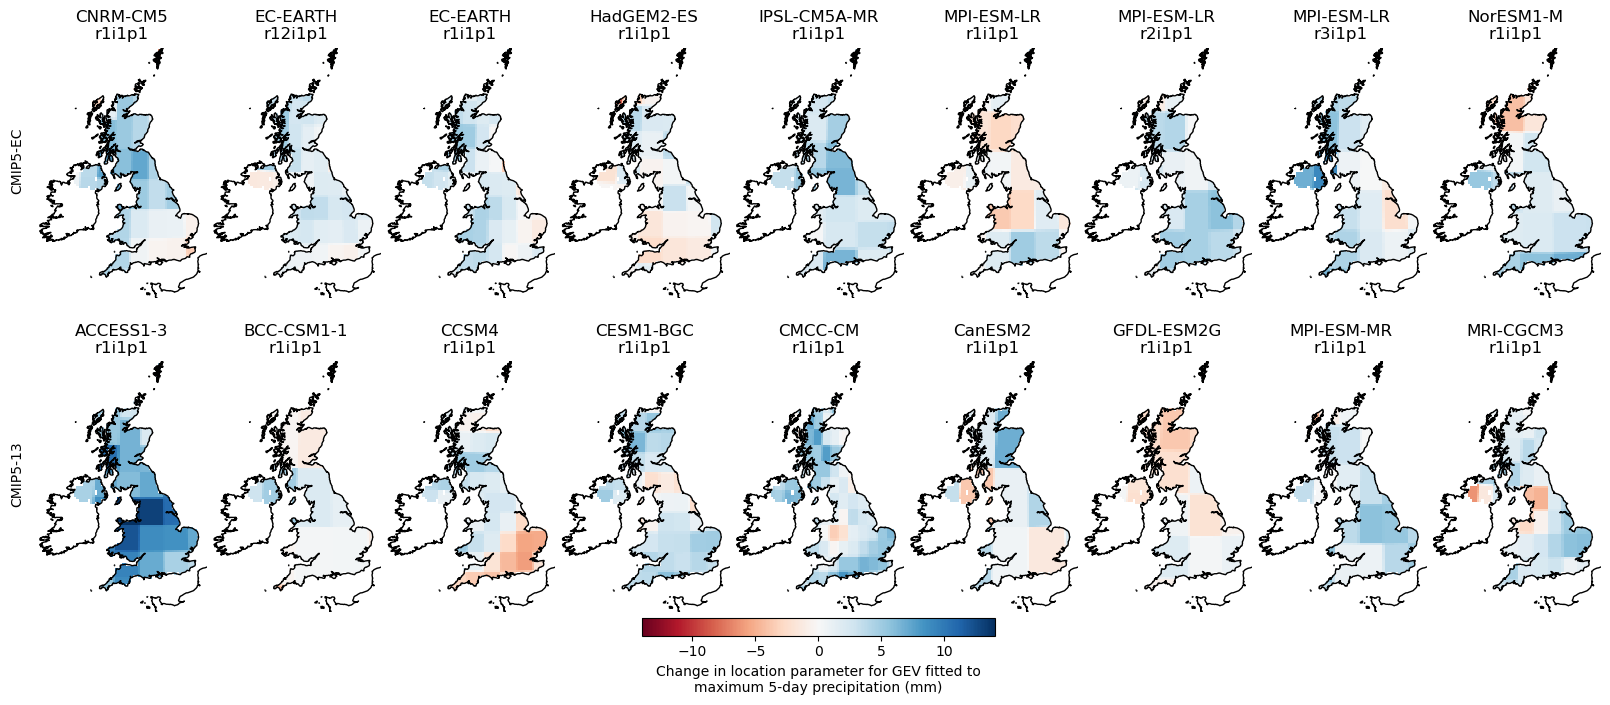 CNRM-CM5
r1i1p1
EC-EARTH
r12i1p1
EC-EARTH
r1i1p1
HadGEM2-ES
r1i1p1
IPSL-CM5A-MR
r1i1p1
MPI-ESM-LR
r1i1p1
MPI-ESM-LR
r2i1p1
MPI-ESM-LR
r3i1p1
NorESM1-M
r1i1p1
CMIP5-EC
ACCESS1-3
r1i1p1
BCC-CSM1-1
r1i1p1
CCSM4
r1i1p1
CESM1-BGC
r1i1p1
CMCC-CM
r1i1p1
CanESM2
r1i1p1
GFDL-ESM2G
r1i1p1
MPI-ESM-MR
r1i1p1
MRI-CGCM3
r1i1p1
CMIP5-13
−10 −5 0 5 10
Change in location parameter for GEV fitted to
maximum 5-day precipitation (mm)